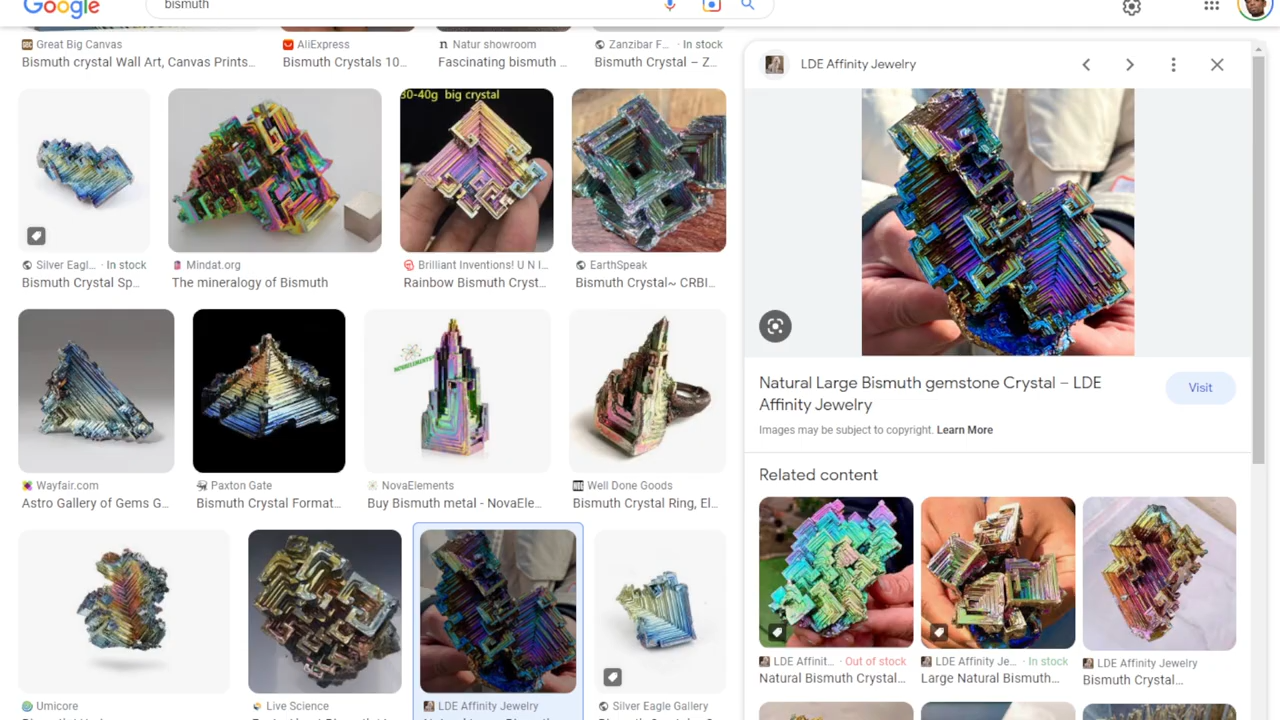 Google
bismuth
Great Big Canvas
Bismuth crystal Wall Art, Canvas Prints...
AliExpress
Bismuth Crystals 10...
Natur showroom
Fascinating bismuth ...
Zanzibar F... · In stock
Bismuth Crystal – Z...
30-40g big crystal
Silver Eagl... · In stock
Bismuth Crystal Sp...
Mindat.org
The mineralogy of Bismuth
Brilliant Inventions! U N I...
Rainbow Bismuth Cryst...
EarthSpeak
Bismuth Crystal~ CRBI...
NOVAELEMENTS
Wayfair.com
Astro Gallery of Gems G...
Paxton Gate
Bismuth Crystal Format...
NovaElements
Buy Bismuth metal - NovaEle...
Well Done Goods
Bismuth Crystal Ring, El...
Umicore
Live Science
LDE Affinity Jewelry
Silver Eagle Gallery
LDE Affinity Jewelry
Natural Large Bismuth gemstone Crystal – LDE
Affinity Jewelry
Visit
Images may be subject to copyright. Learn More
Related content
LDE Affinit... · Out of stock
Natural Bismuth Crystal...
LDE Affinity Je... · In stock
Large Natural Bismuth...
LDE Affinity Jewelry
Bismuth Crystal...